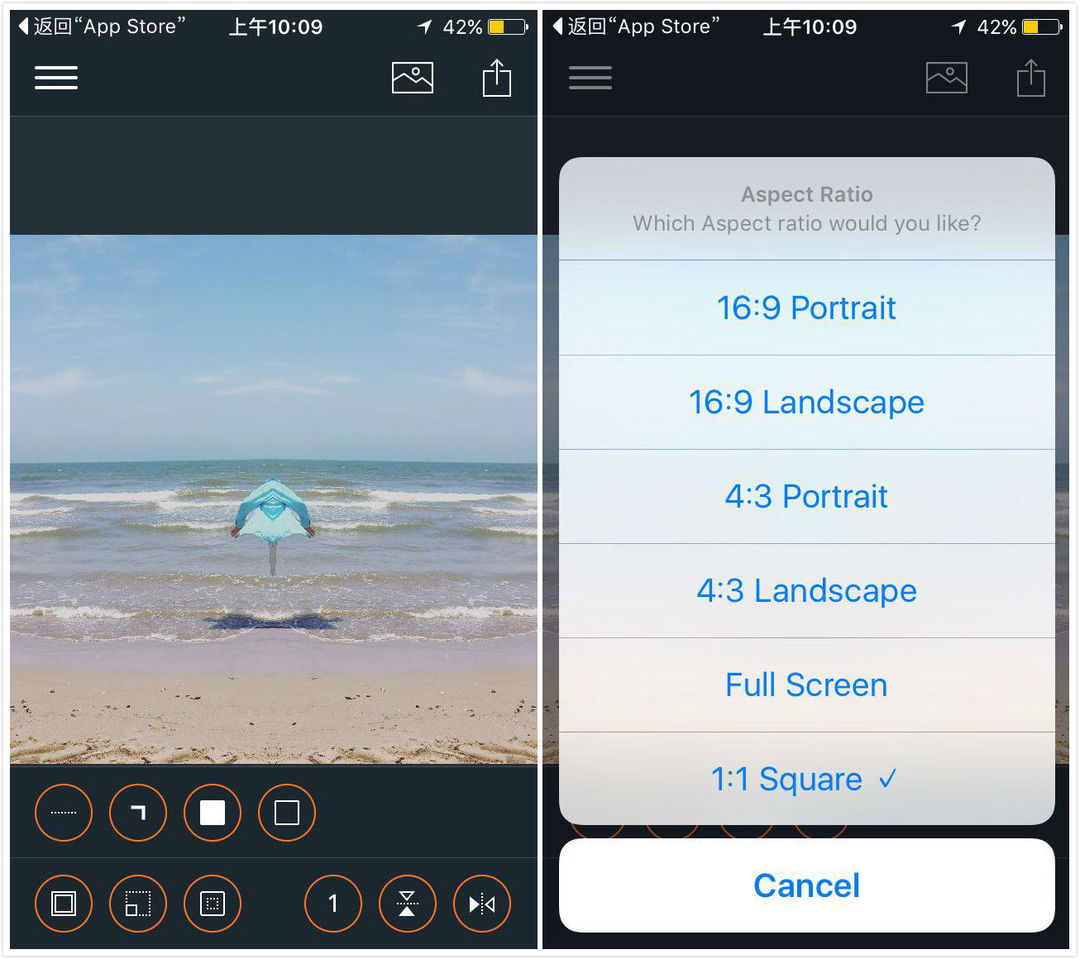 返回“App Store”
上午10:09
42%
1
返回“App Store”
上午10:09
42%
Aspect Ratio
Which Aspect ratio would you like?
16:9 Portrait
16:9 Landscape
4:3 Portrait
4:3 Landscape
Full Screen
1:1 Square ✓
Cancel